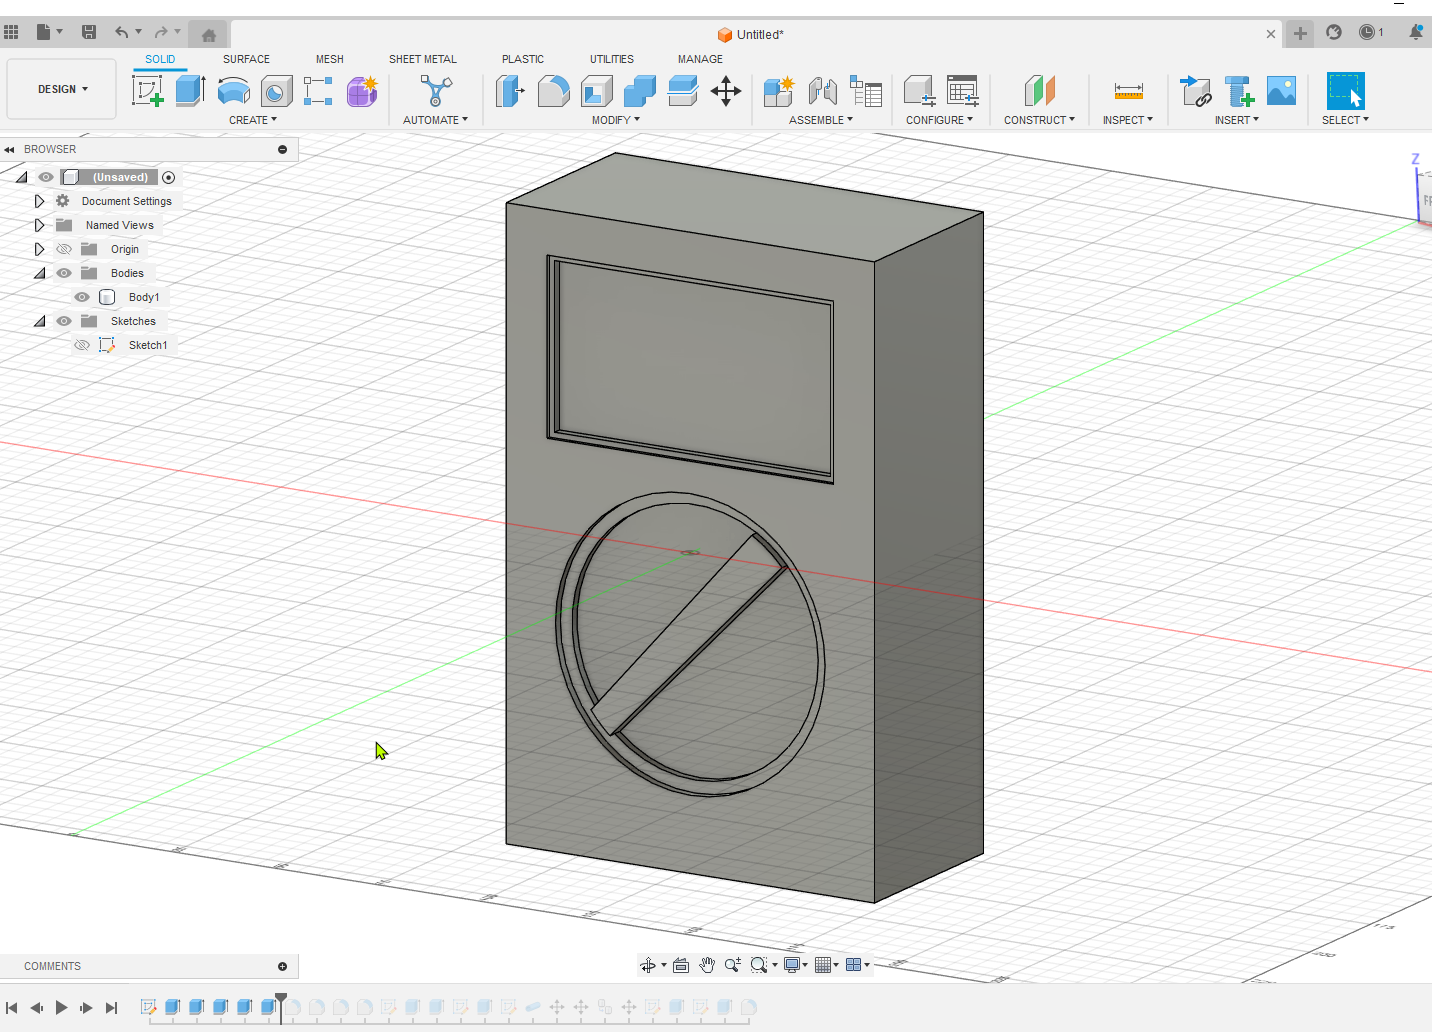 Untitled*
1
SOLID SURFACE MESH SHEET METAL PLASTIC UTILITIES MANAGE
DESIGN
CREATE AUTOMATE MODIFY ASSEMBLE CONFIGURE CONSTRUCT INSPECT INSERT SELECT
BROWSER
(Unsaved)
Document Settings
Named Views
Origin
Bodies
Body1
Sketches
Sketch1
Z
COMMENTS